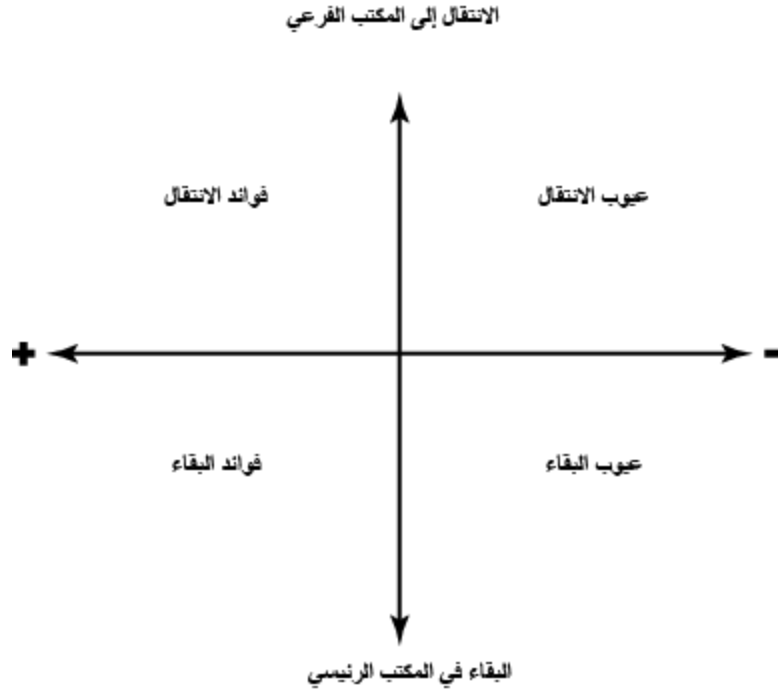 الانتقال إلى المكتب الفرعي
عيوب الانتقال
فوائد الانتقال
-
+
عيوب البقاء
فوائد البقاء
البقاء في المكتب الرئيسي